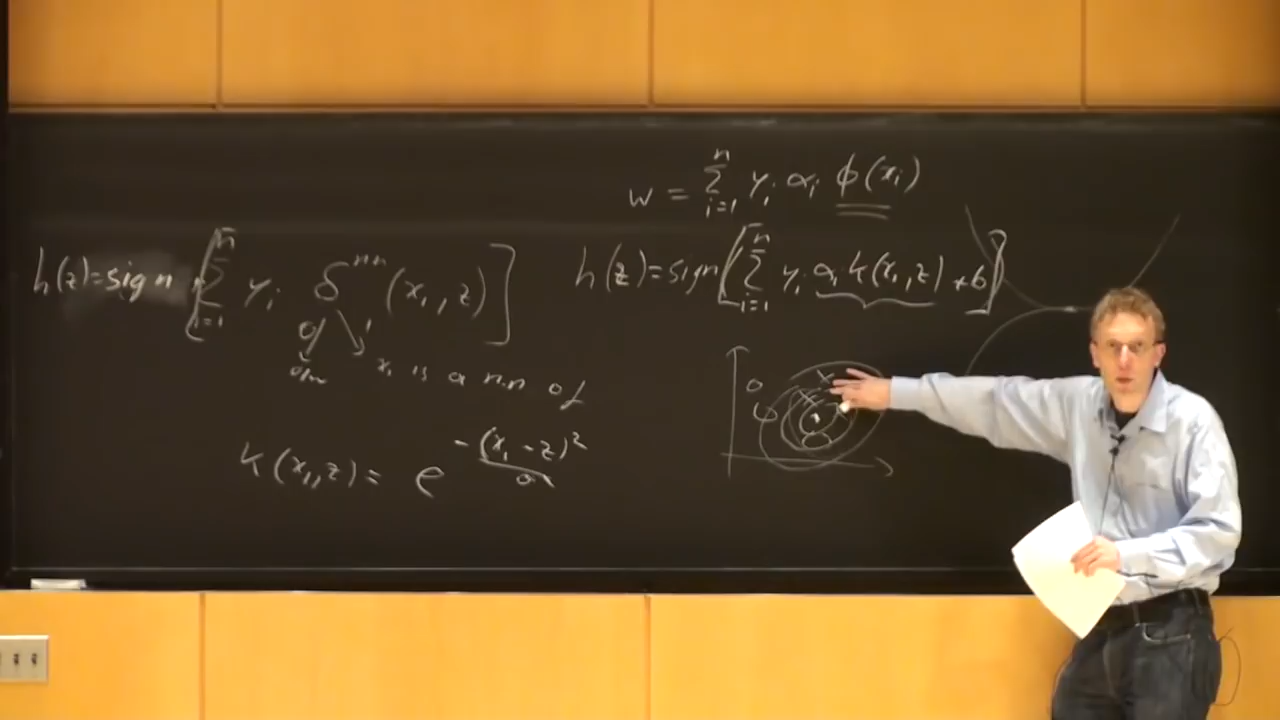 w = Σ_{i=1}^{n} y_i α_i φ(x_i)
h(z)=sign [Σ_{i=1}^{n} y_i δ^{nn}(x_i, z)]
h(z)=sign[Σ_{i=1}^{n} y_i α_i k(x_i, z) + b]
0 1
x_i is a nn of
k(x_i, z) = e^{-(x_i - z)^2 / σ}